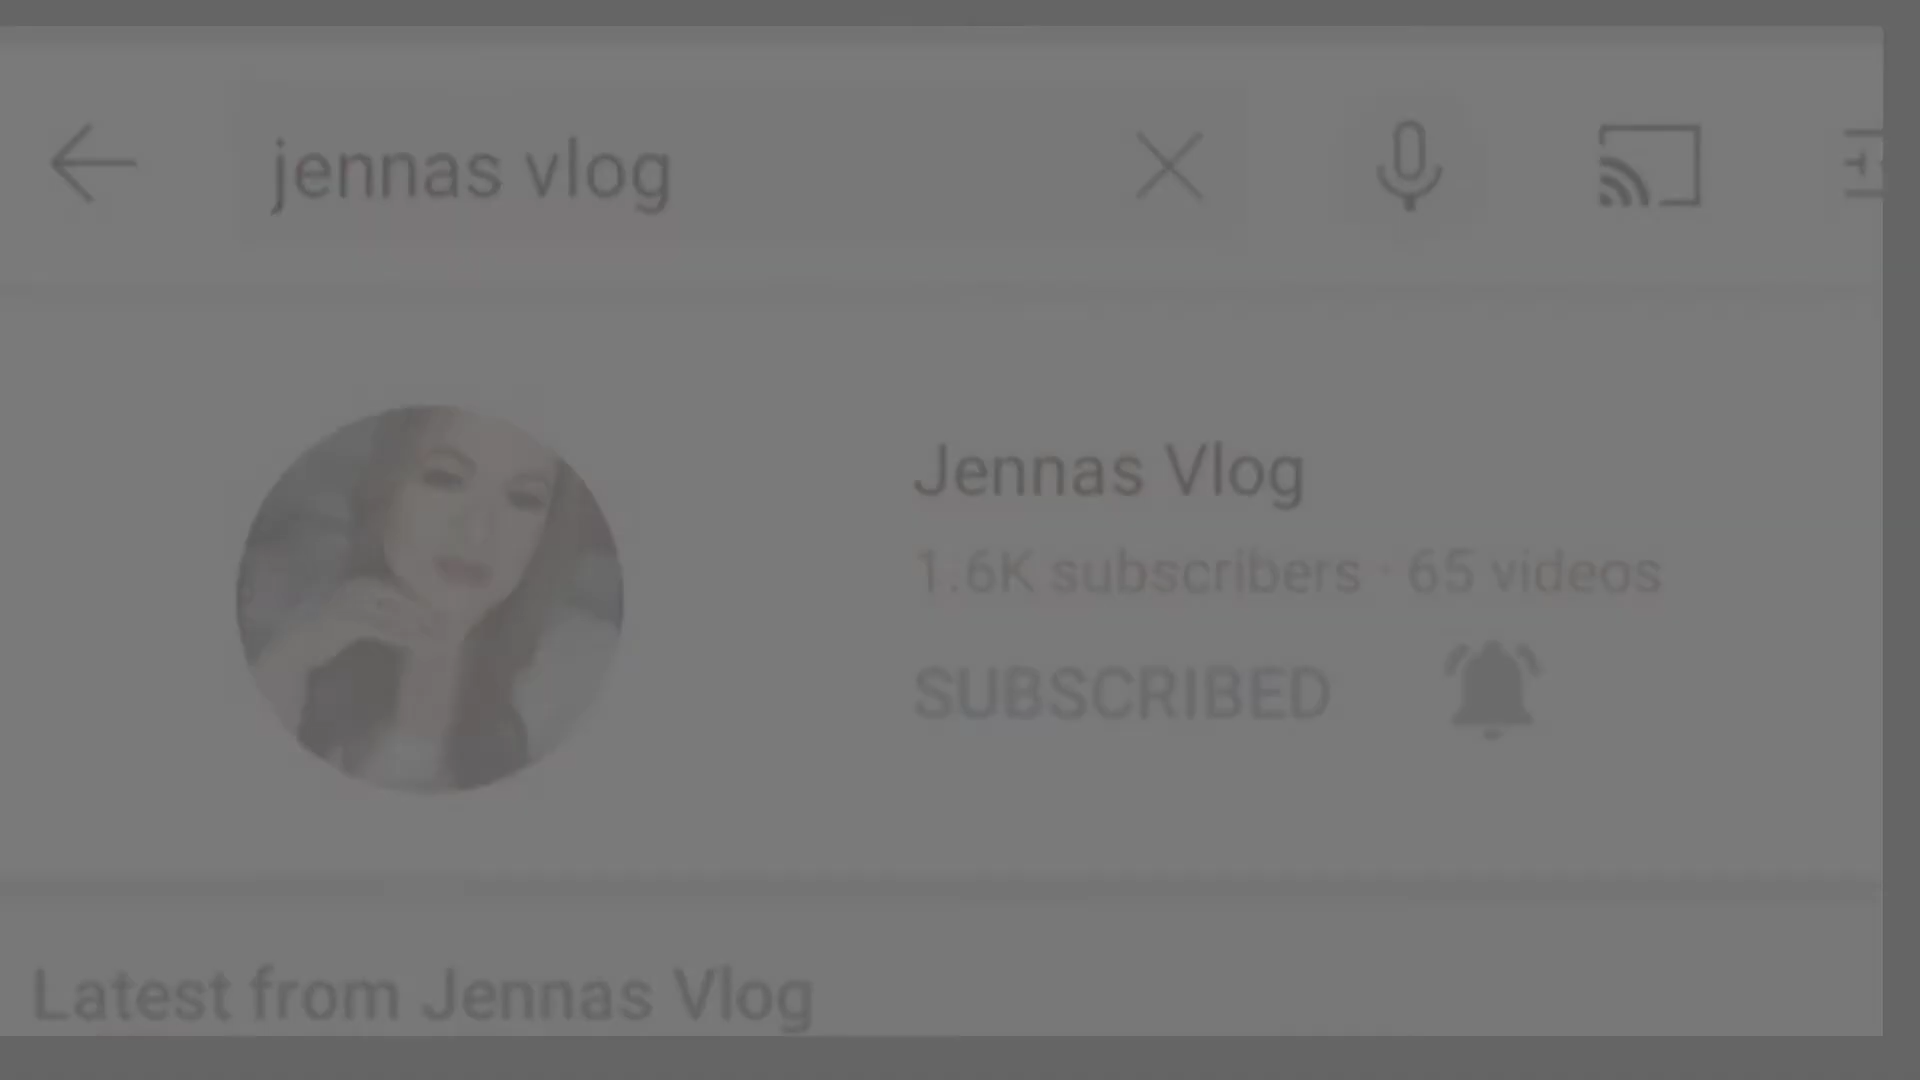 jennas vlog
Jennas Vlog
1.6K subscribers · 65 videos
SUBSCRIBED
Latest from Jennas Vlog